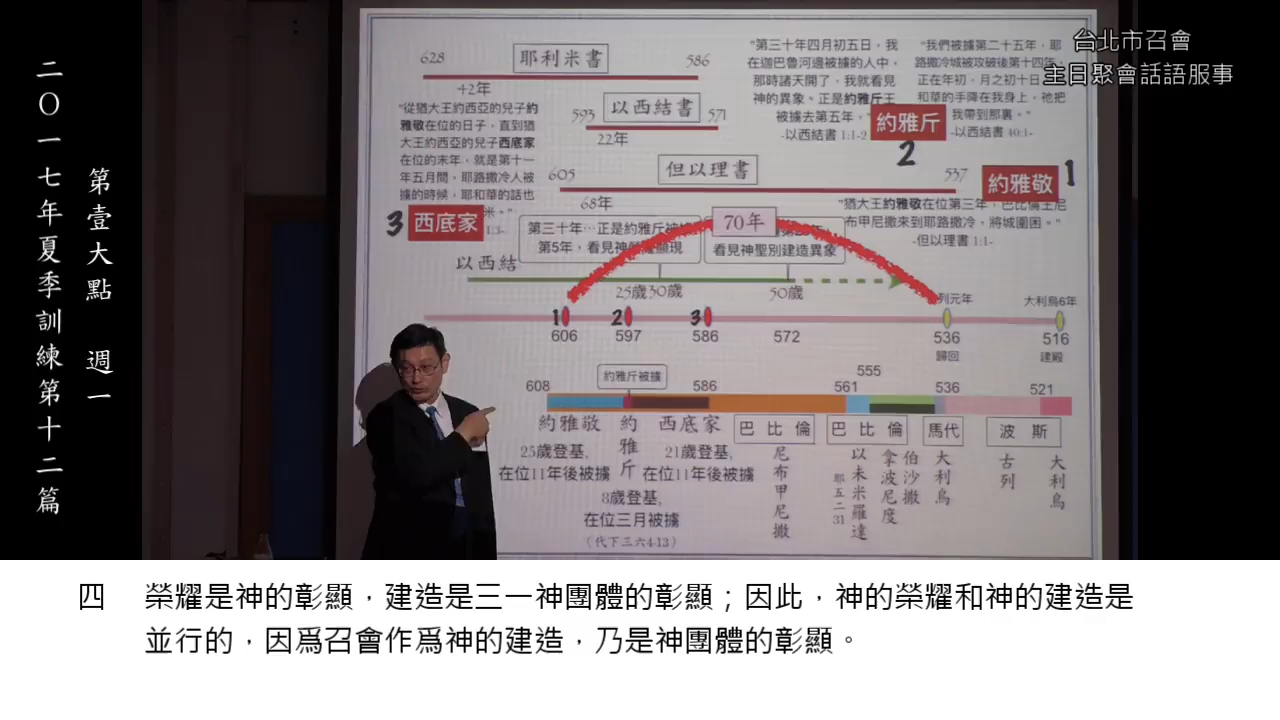 二〇一七年夏季訓練第十二篇
第壹大點 週一
台北市召會
主日聚會話語服事
628 耶利米書 586
42年
"從猶大王約西亞的兒子約
雅敬在位的日子，直到猶
大王約西亞的兒子西底家
在位的末年，就是第十一
年五月間，耶路撒冷人被
擄的時候，耶和華的話也
593 以西結書 571
22年
"第三十年四月初五日，我
在迦巴魯河邊被擄的人中，
那時諸天開了，我就看見
神的異象。正是約雅斤王
被擄去第五年，"
-以西結書 1:1-2
"我們被擄第二十五年，耶
路撒冷城被攻破後第十四年，
正在年初，月之初十日，
和華的手降在我身上，祂把
我帶到那裏。"
-以西結書 40:1-
約雅斤
2
605 但以理書 537
68年
約雅敬 1
"猶大王約雅敬在位第三年，巴比倫王尼
布甲尼撒來到耶路撒冷，將城圍困。"
-但以理書 1:1-
3 西底家
第三十年…正是約雅斤被擄
第5年，看見神
顯現
70年
看見神聖別建造異象
以西結
25歲 30歲 50歲
列元年 大利烏6年
1 2 3
606 597 586 572 536 516
歸回 建殿
約雅斤被擄
608 586 561 555 536 521
約雅敬 約雅斤 西底家 巴比倫 巴比倫 馬代 波斯
25歲登基,
在位11年後被擄
21歲登基,
在位11年後被擄
8歲登基,
在位三月被擄
(代下三六4-13)
尼布甲尼撒
以未米羅達
耶五二31
拿波尼度
伯沙撒
大利烏
古列
大利烏
四 榮耀是神的彰顯，建造是三一神團體的彰顯；因此，神的榮耀和神的建造是
並行的，因爲召會作爲神的建造，乃是神團體的彰顯。